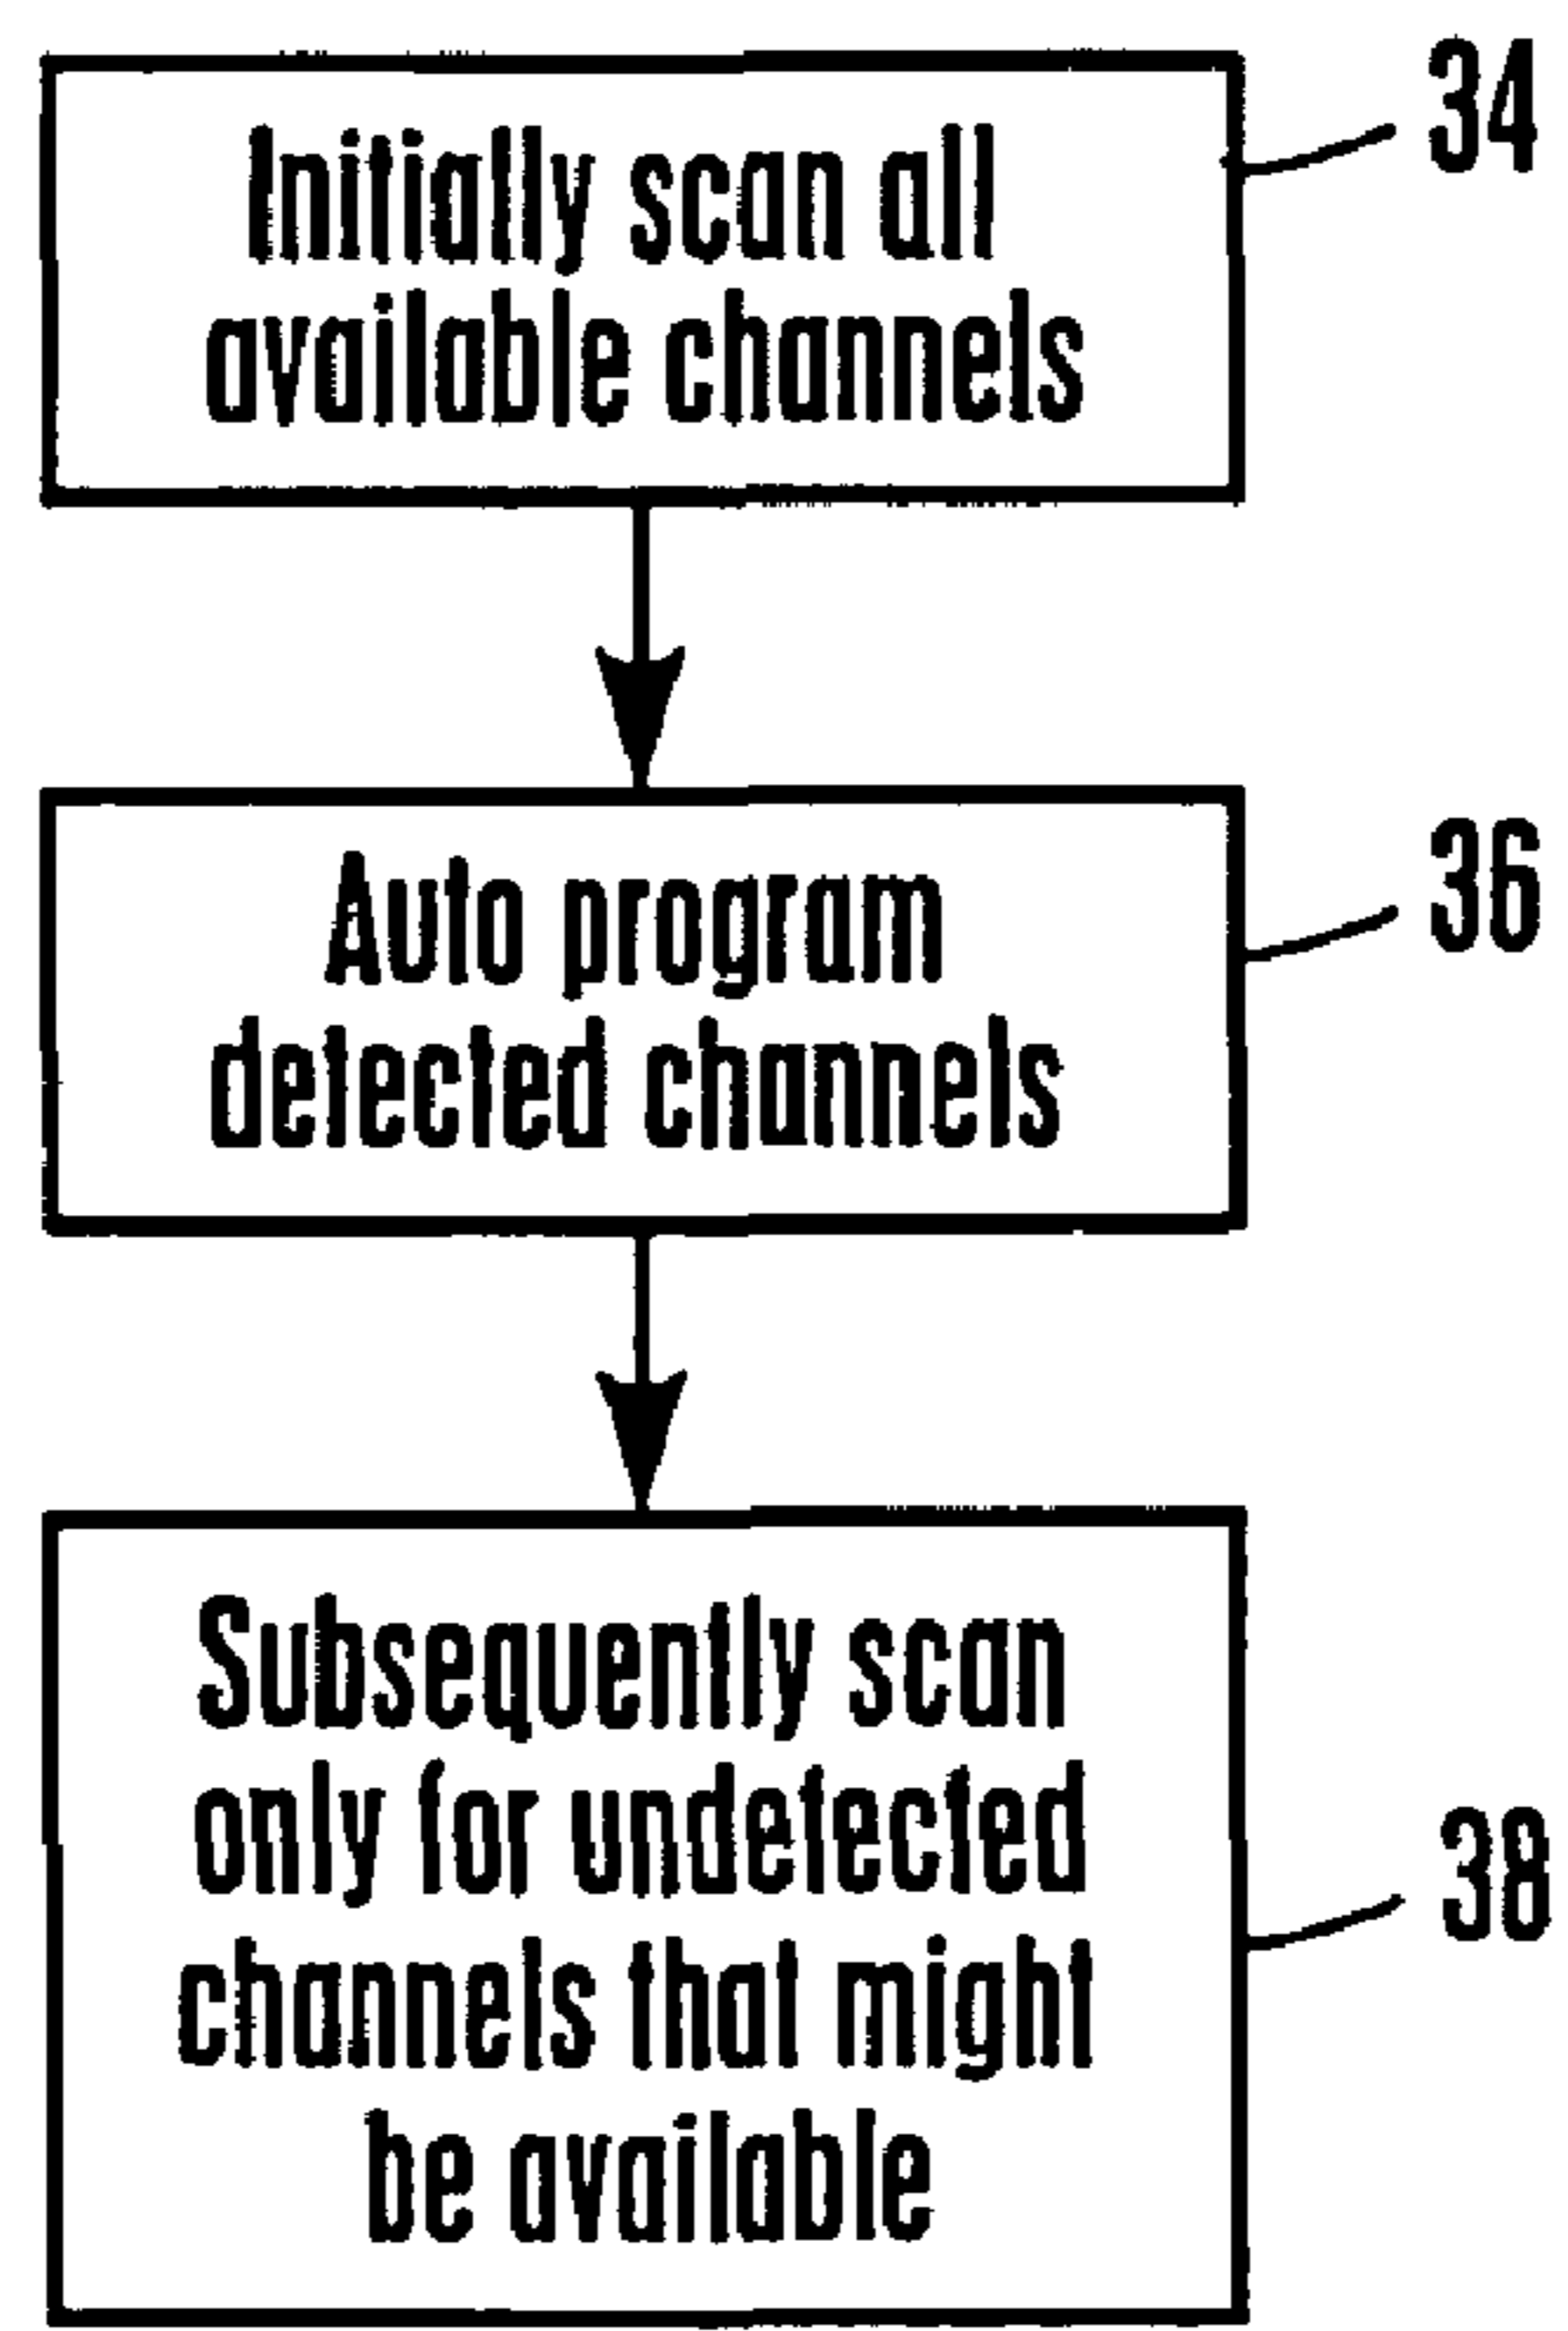 Initially scan all
available channels
34
Auto program
detected channels
36
Subsequently scan
only for undetected
channels that might
be available
38